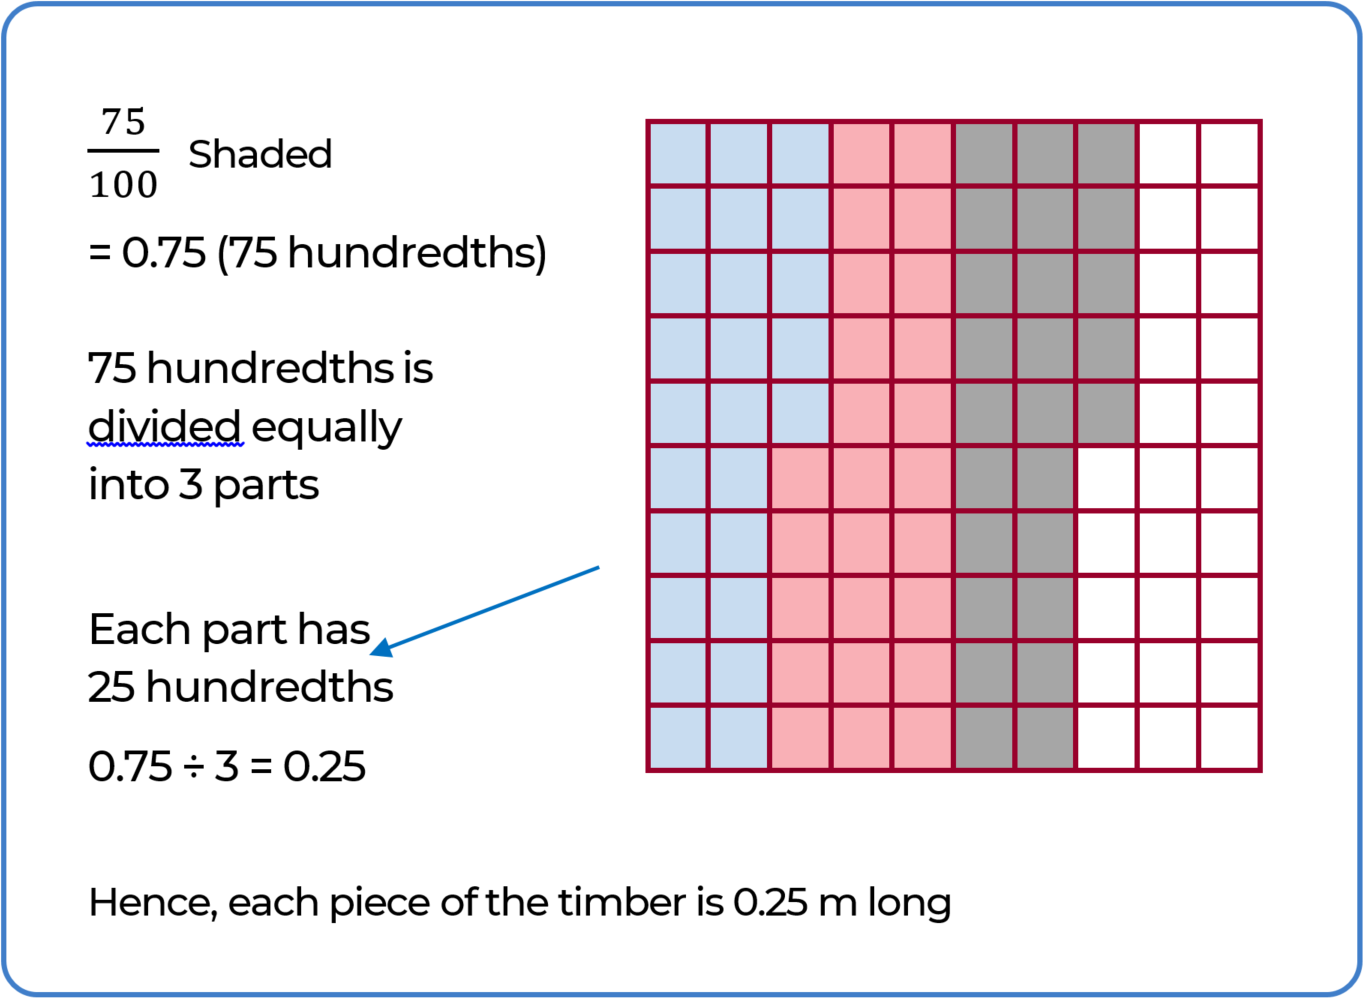 75
100
Shaded
= 0.75 (75 hundredths)
75 hundredths is
divided equally
into 3 parts
Each part has
25 hundredths
0.75 ÷ 3 = 0.25
Hence, each piece of the timber is 0.25 m long